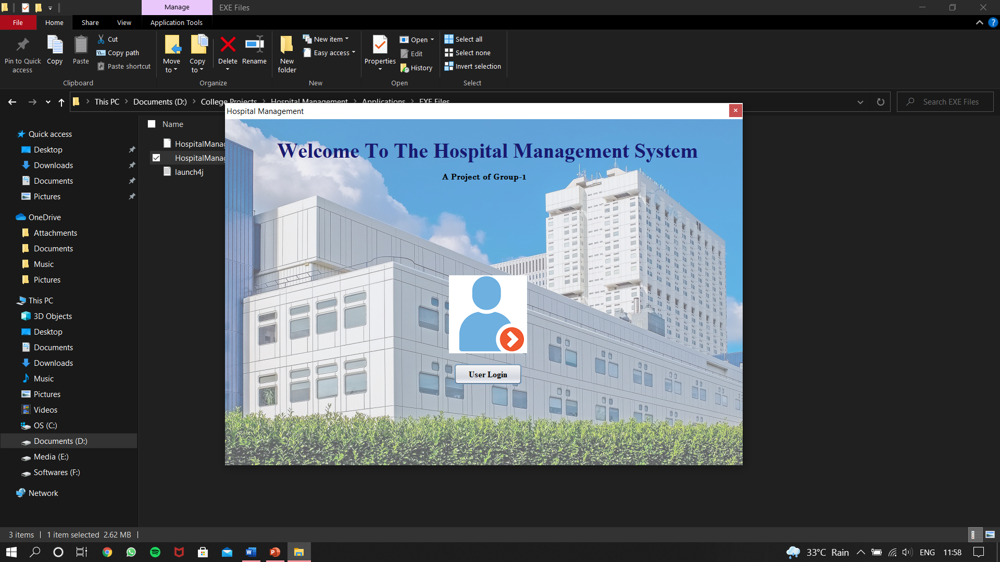 Manage
EXE Files
File
Home
Share
View
Application Tools
Pin to Quick access
Copy
Paste
Cut
Copy path
Paste shortcut
Clipboard
Move to
Copy to
Delete
Rename
Organize
New folder
New item
Easy access
New
Properties
Open
Edit
History
Open
Select all
Select none
Invert selection
Select
This PC
Documents (D:)
College Projects
Hospital Management
Applications
EXE Files
Search EXE Files
Quick access
Desktop
Downloads
Documents
Pictures
OneDrive
Attachments
Documents
Music
Pictures
This PC
3D Objects
Desktop
Documents
Downloads
Music
Pictures
Videos
OS (C:)
Documents (D:)
Media (E:)
Softwares (F:)
Network
Name
launch4j
Hospital Management
Welcome To The Hospital Management System
A Project of Group-1
User Login
3 items
1 item selected 2.62 MB
33°C Rain
ENG
11:58